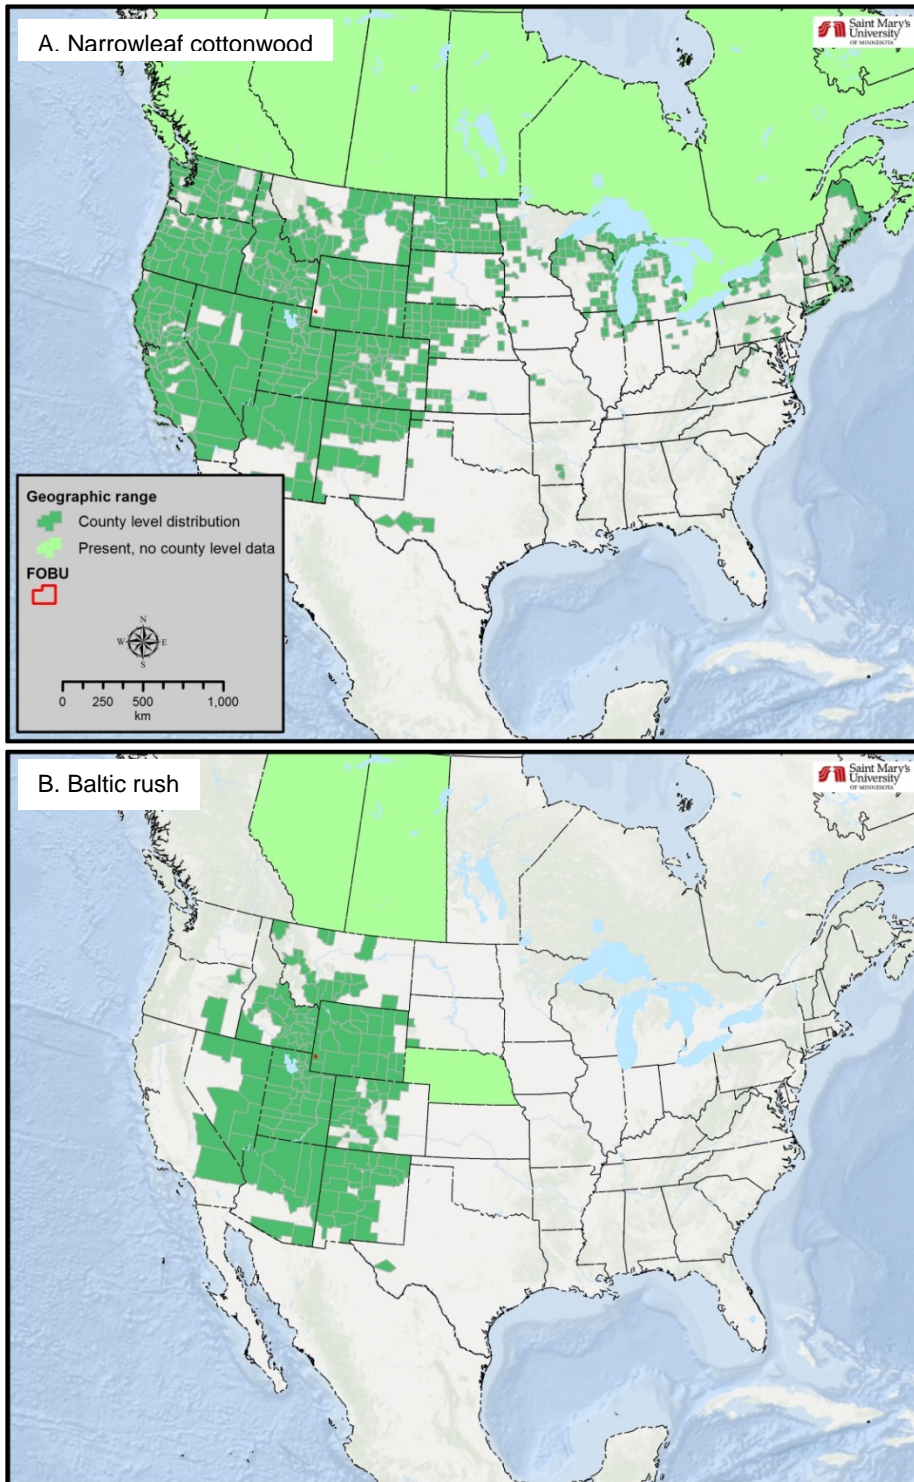 A. Narrowleaf cottonwood
Saint Mary's
University
OF MINNESOTA
Geographic range
County level distribution
Present, no county level data
FOBU
N
W E
S
0 250 500 1,000
km
B. Baltic rush
Saint Mary's
University
OF MINNESOTA